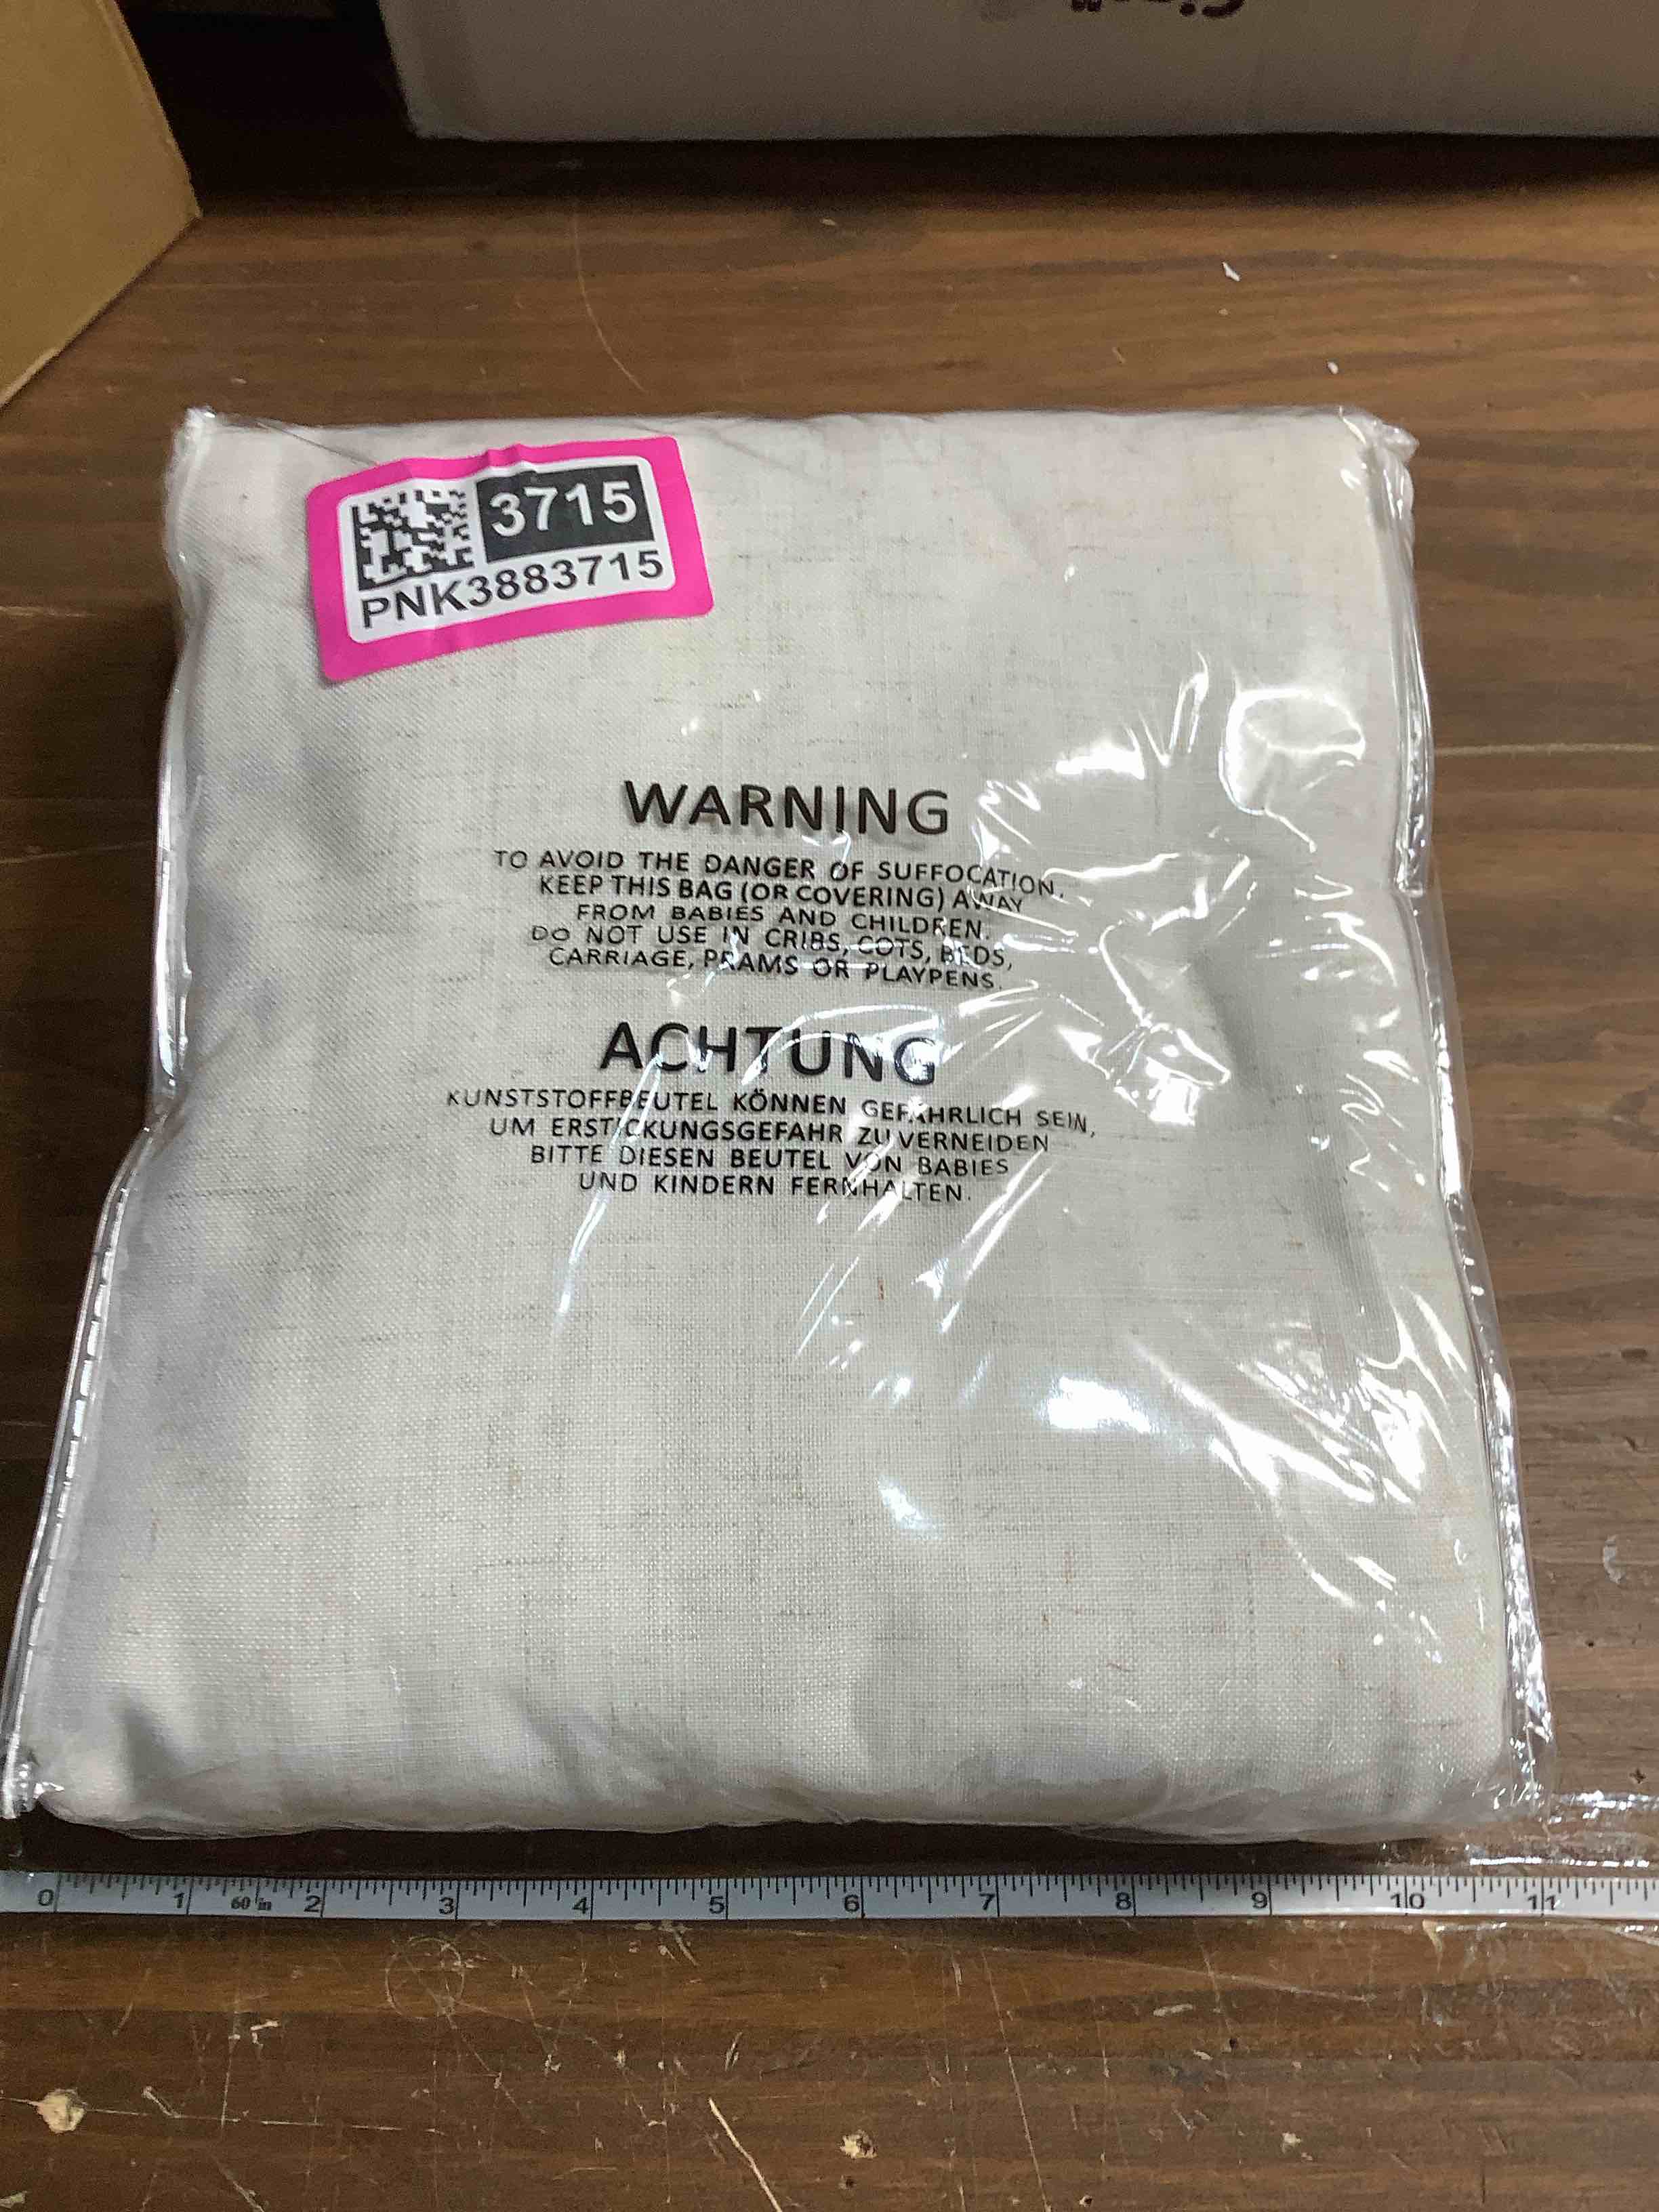 3715
PNK3883715
WARNING
TO AVOID THE DANGER OF SUFFOCATION,
KEEP THIS BAG (OR COVERING) AWAY
FROM BABIES AND CHILDREN.
DO NOT USE IN CRIBS, COTS, BEDS,
CARRIAGE, PRAMS OR PLAYPENS.
ACHTUNG
KUNSTSTOFFBEUTEL KÖNNEN GEFÄHRLICH SEIN,
UM ERSTICKUNGSGEFAHR ZU VERNEIDEN
BITTE DIESEN BEUTEL VON BABIES
UND KINDERN FERNHALTEN.
0 1 60 in 2 3 4 5 6 7 8 9 10 11